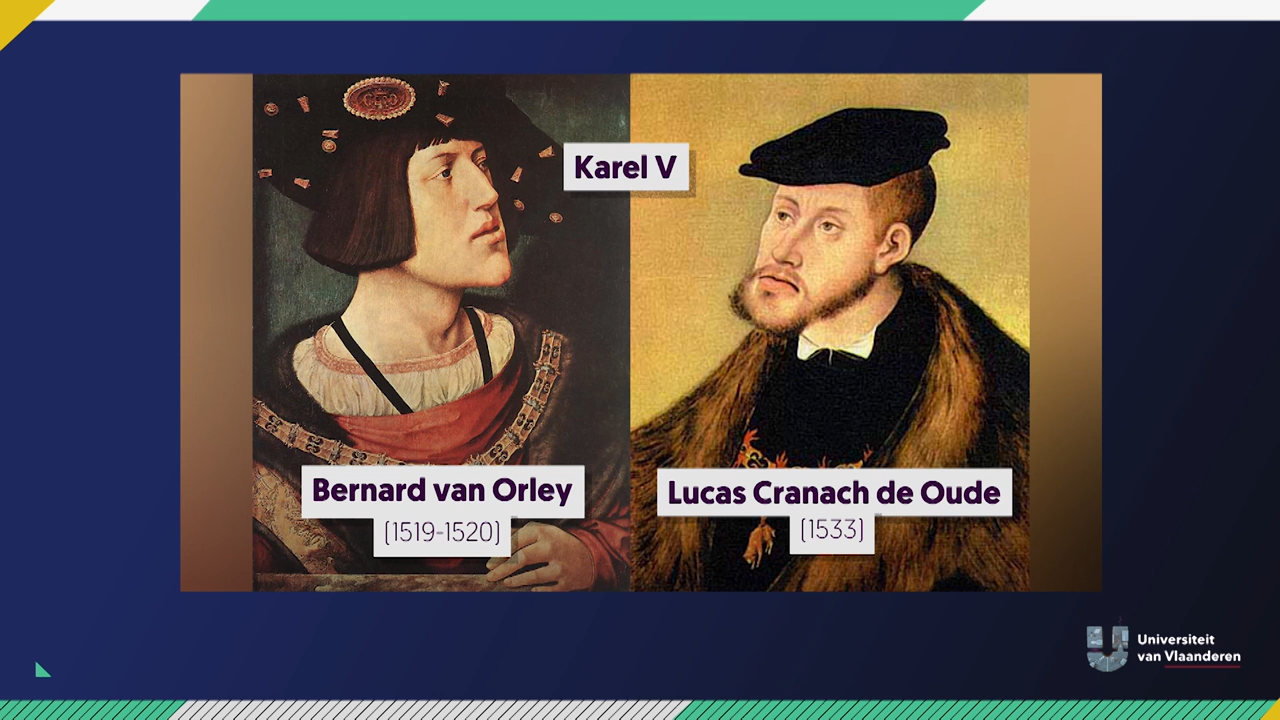 Karel V
Bernard van Orley
(1519-1520)
Lucas Cranach de Oude
(1533)
Universiteit
van Vlaanderen